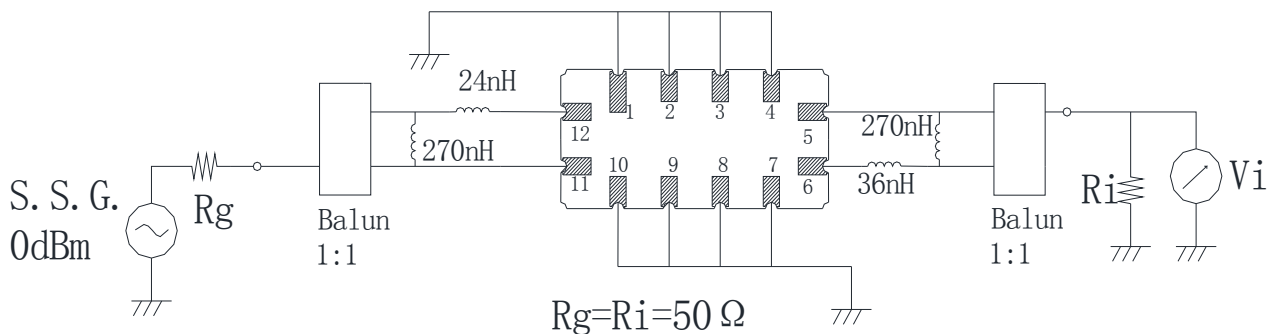 24nH
270nH
12
11
1
2
3
4
10
9
8
7
5
6
270nH
36nH
S. S. G.
0dBm
Rg
Balun
1:1
Balun
1:1
Ri
Vi
Rg=Ri=50 Ω